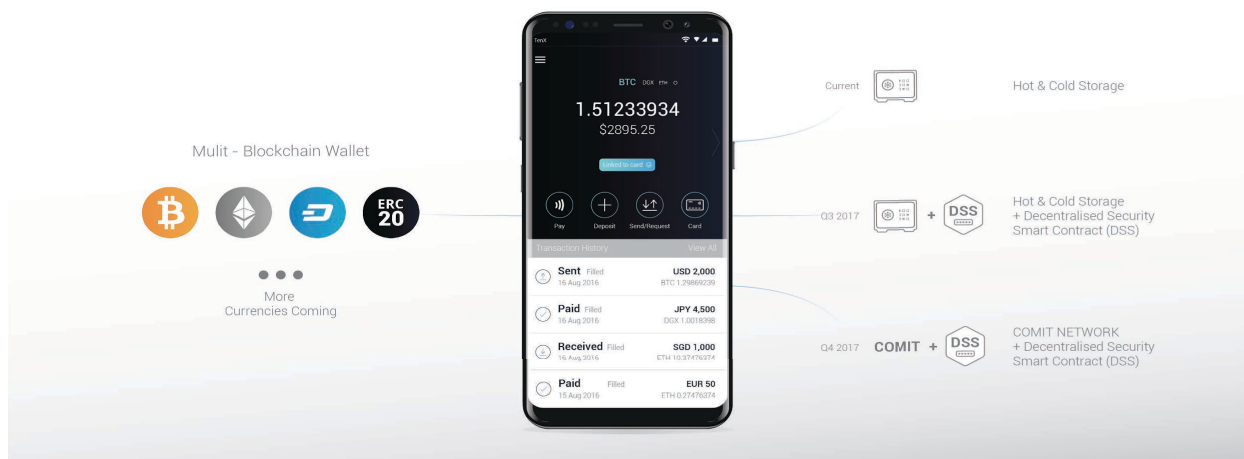 Mulit - Blockchain Wallet
ERC
20
More
Currencies Coming
TenX
BTC DGX ETH
1.51233934
$2895.25
Linked to card
Pay Deposit Send/Request Card
Transaction History View All
Sent Filled USD 2,000
16 Aug 2016 BTC 1.29869239
Paid Filled JPY 4,500
16 Aug 2016 DGX 1.0018398
Received Filled SGD 1,000
16 Aug 2016 ETH 10.37476374
Paid Filled EUR 50
15 Aug 2016 ETH 0.27476374
Current Hot & Cold Storage
Q3 2017 + DSS
Hot & Cold Storage
+ Decentralised Security
Smart Contract (DSS)
Q4 2017 COMIT + DSS
COMIT NETWORK
+ Decentralised Security
Smart Contract (DSS)